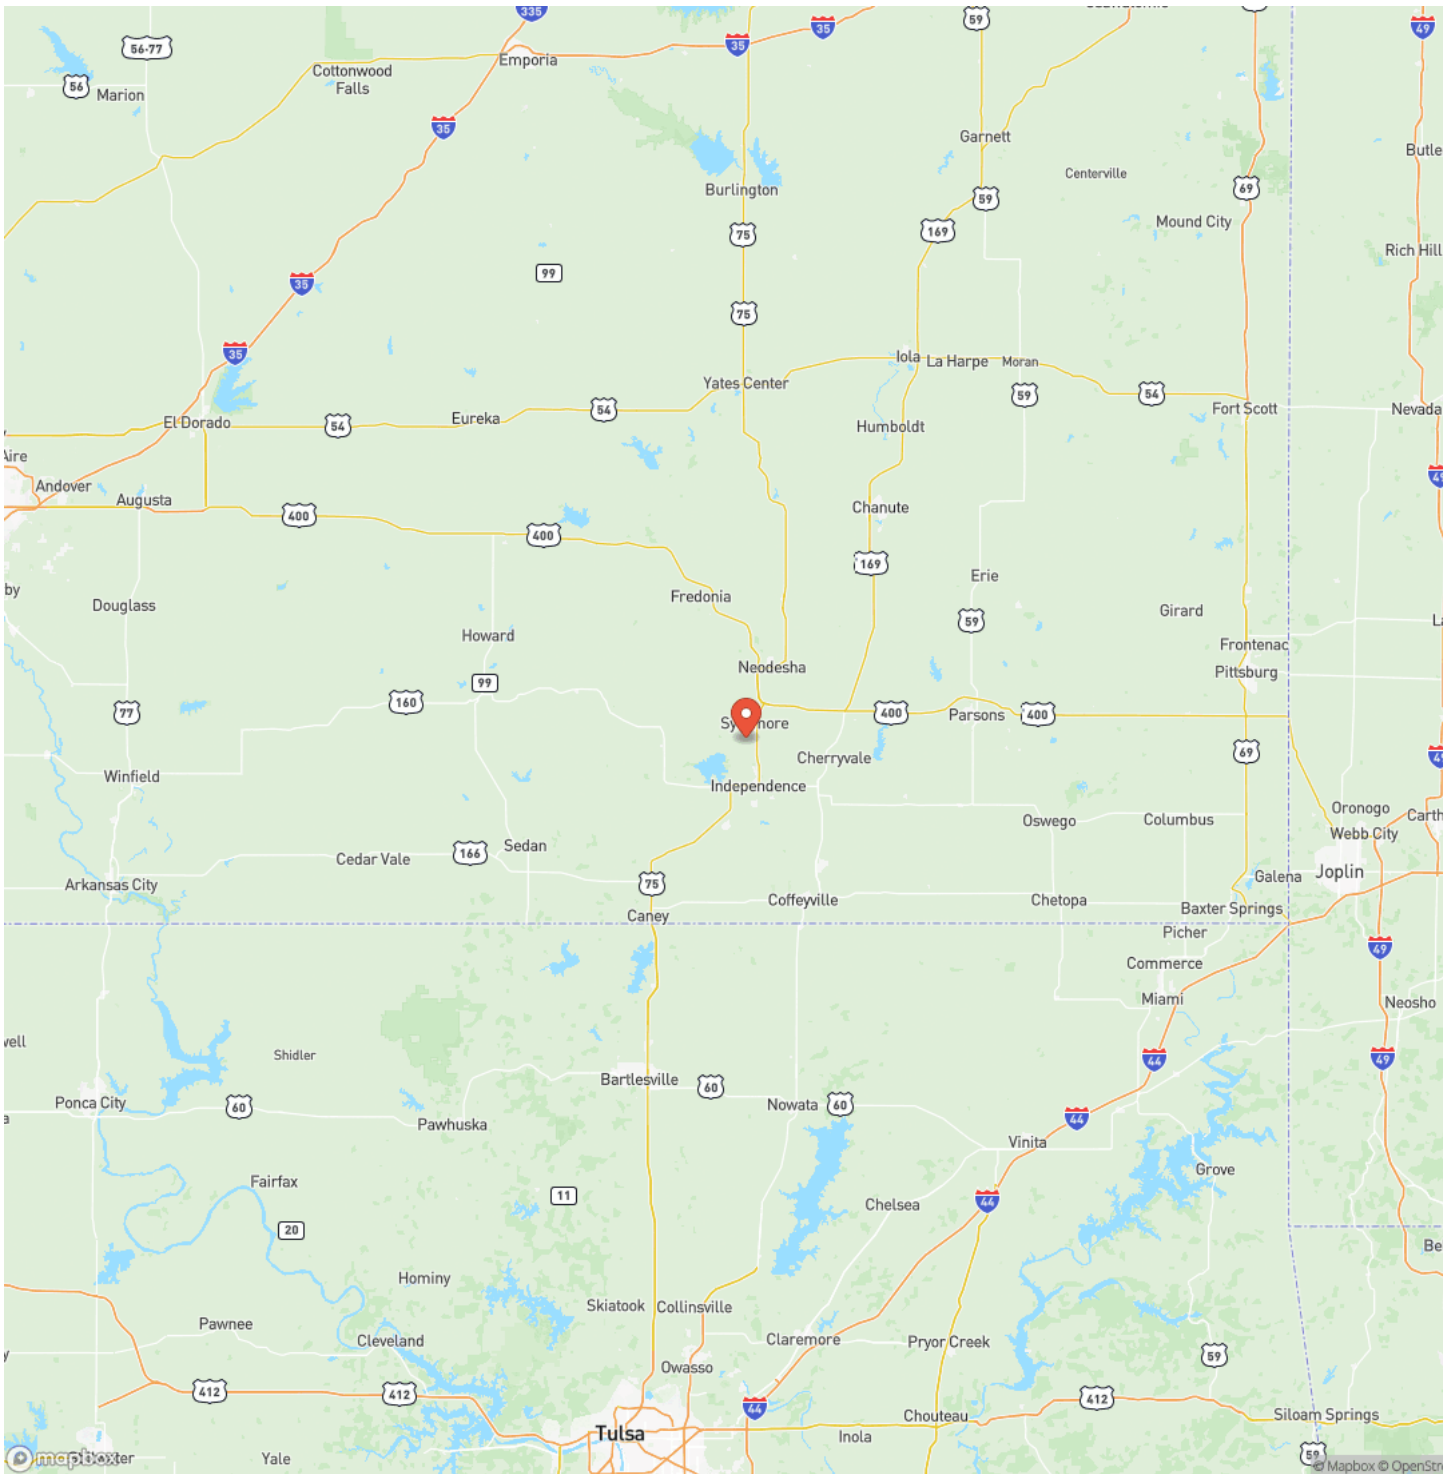 335
59
49
56-77
35
35
Emporia
Cottonwood
Falls
56
Marion
35
Garnett
Burlington
Centerville
69
59
Mound City
169
75
Rich Hill
99
35
75
35
Iola
La Harpe
Moran
Yates Center
59
54
54
Fort Scott
Nevada
El Dorado
54
Eureka
Humboldt
Andover
Augusta
400
Chanute
400
169
Erie
Fredonia
Douglass
59
Girard
Howard
Frontenac
Neodesha
Pittsburg
99
160
77
400
Parsons
400
Cherryvale
69
Winfield
Independence
Oronogo
Oswego
Columbus
Webb City
Cedar Vale
166
Sedan
Joplin
Arkansas City
75
Galena
Coffeyville
Chetopa
Baxter Springs
Caney
Picher
49
Commerce
Miami
Neosho
Shidler
44
49
Bartlesville
60
Ponca City
60
Nowata
60
Pawhuska
44
Vinita
Grove
Fairfax
11
Chelsea
44
20
Hominy
Skiatook
Collinsville
Pawnee
Cleveland
Claremore
Pryor Creek
59
Owasso
412
412
44
412
Chouteau
Siloam Springs
Tulsa
Inola
mapbox
Yale
59
© Mapbox © OpenStr